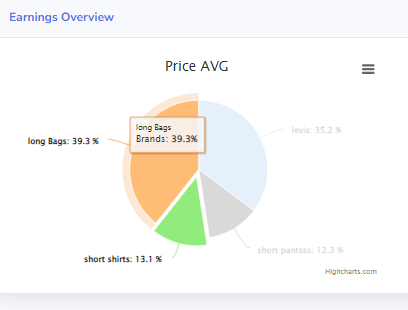 Earnings Overview
Price AVG
long Bags
Brands: 39.3%
levis: 35.2 %
long Bags: 39.3 %
short pantsss: 12.3 %
short shirts: 13.1 %
Highcharts.com